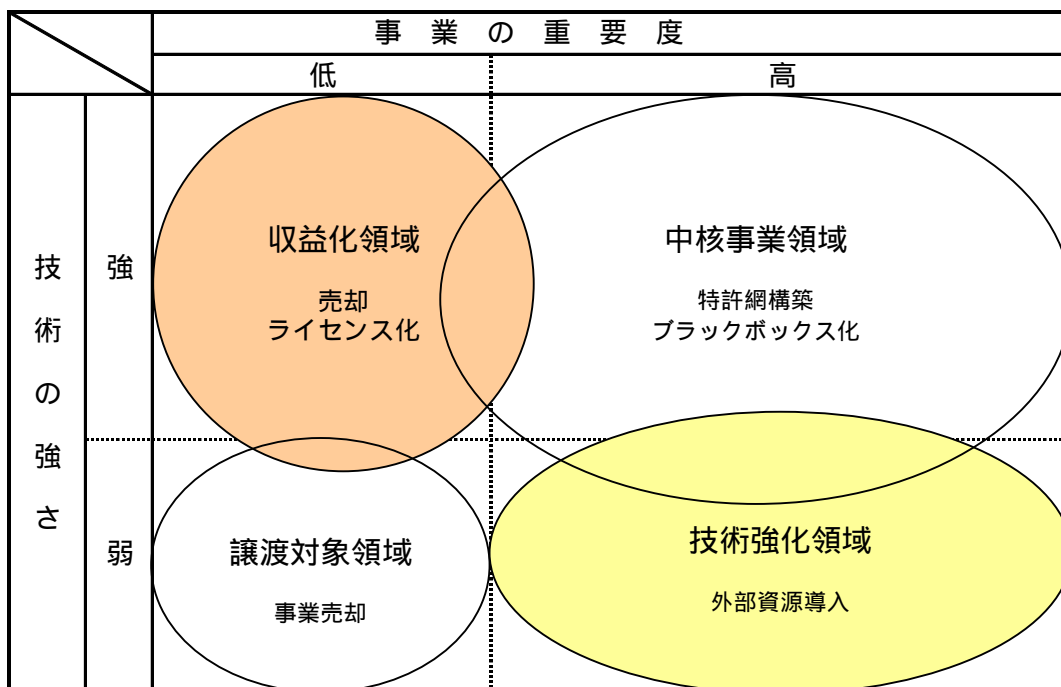 事業の重要度
低
高
技術の強さ
強
収益化領域
売却
ライセンス化
中核事業領域
特許網構築
ブラックボックス化
弱
譲渡対象領域
事業売却
技術強化領域
外部資源導入